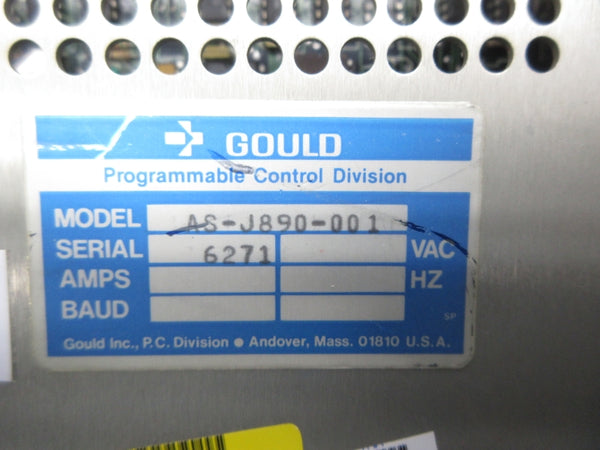 GOULD
Programmable Control Division
MODEL AS-J890-001
SERIAL 6271 VAC
AMPS HZ
BAUD
SP
Gould Inc., P.C. Division ● Andover, Mass. 01810 U.S.A.